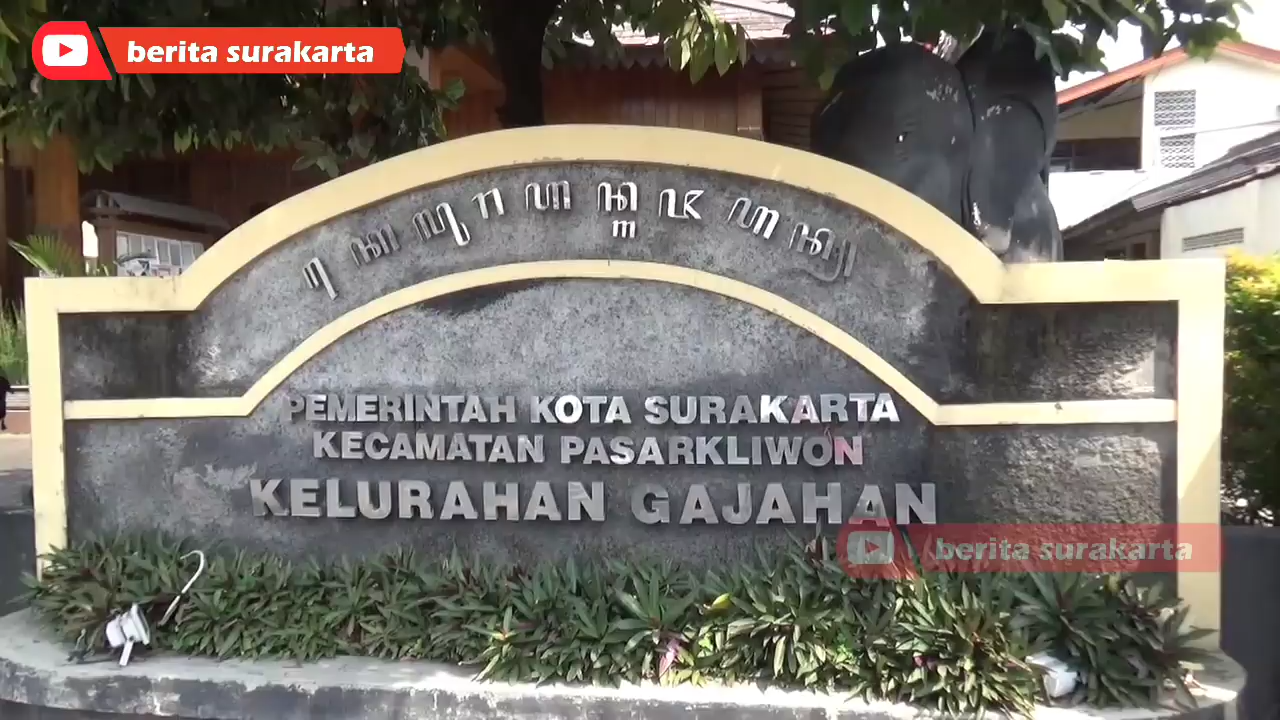 berita surakarta
PEMERINTAH KOTA SURAKARTA
KECAMATAN PASARKLIWON
KELURAHAN GAJAHAN
berita surakarta